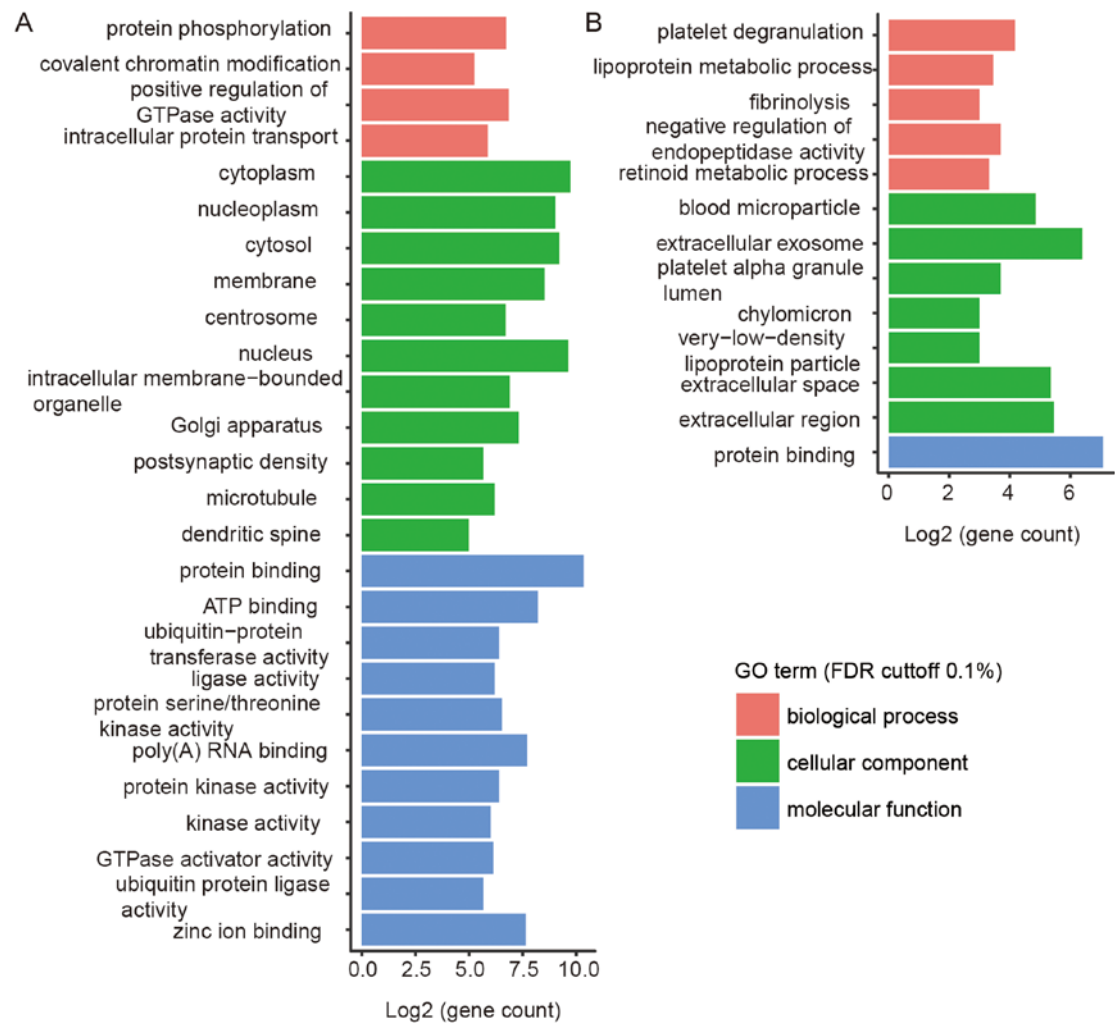 A
protein phosphorylation
covalent chromatin modification
positive regulation of
GTPase activity
intracellular protein transport
cytoplasm
nucleoplasm
cytosol
membrane
centrosome
nucleus
intracellular membrane−bounded
organelle
Golgi apparatus
postsynaptic density
microtubule
dendritic spine
protein binding
ATP binding
ubiquitin−protein
transferase activity
ligase activity
protein serine/threonine
kinase activity
poly(A) RNA binding
protein kinase activity
kinase activity
GTPase activator activity
ubiquitin protein ligase
activity
zinc ion binding
0.0 2.5 5.0 7.5 10.0
Log2 (gene count)
B
platelet degranulation
lipoprotein metabolic process
fibrinolysis
negative regulation of
endopeptidase activity
retinoid metabolic process
blood microparticle
extracellular exosome
platelet alpha granule
lumen
chylomicron
very−low−density
lipoprotein particle
extracellular space
extracellular region
protein binding
0 2 4 6
Log2 (gene count)
GO term (FDR cuttoff 0.1%)
biological process
cellular component
molecular function